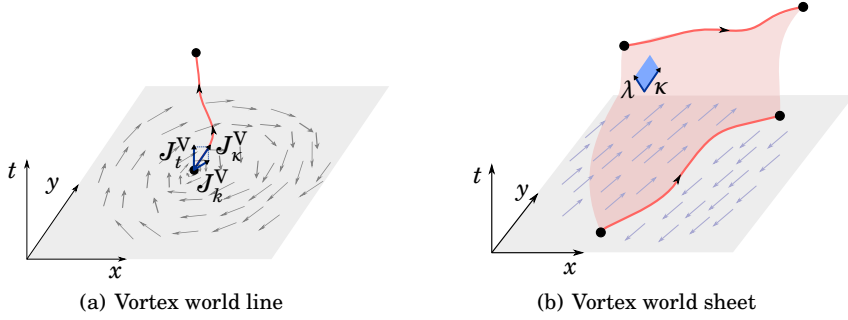 t
y
x
J_t^V
J_κ^V
J_k^V
(a) Vortex world line
t
y
x
λ
κ
(b) Vortex world sheet